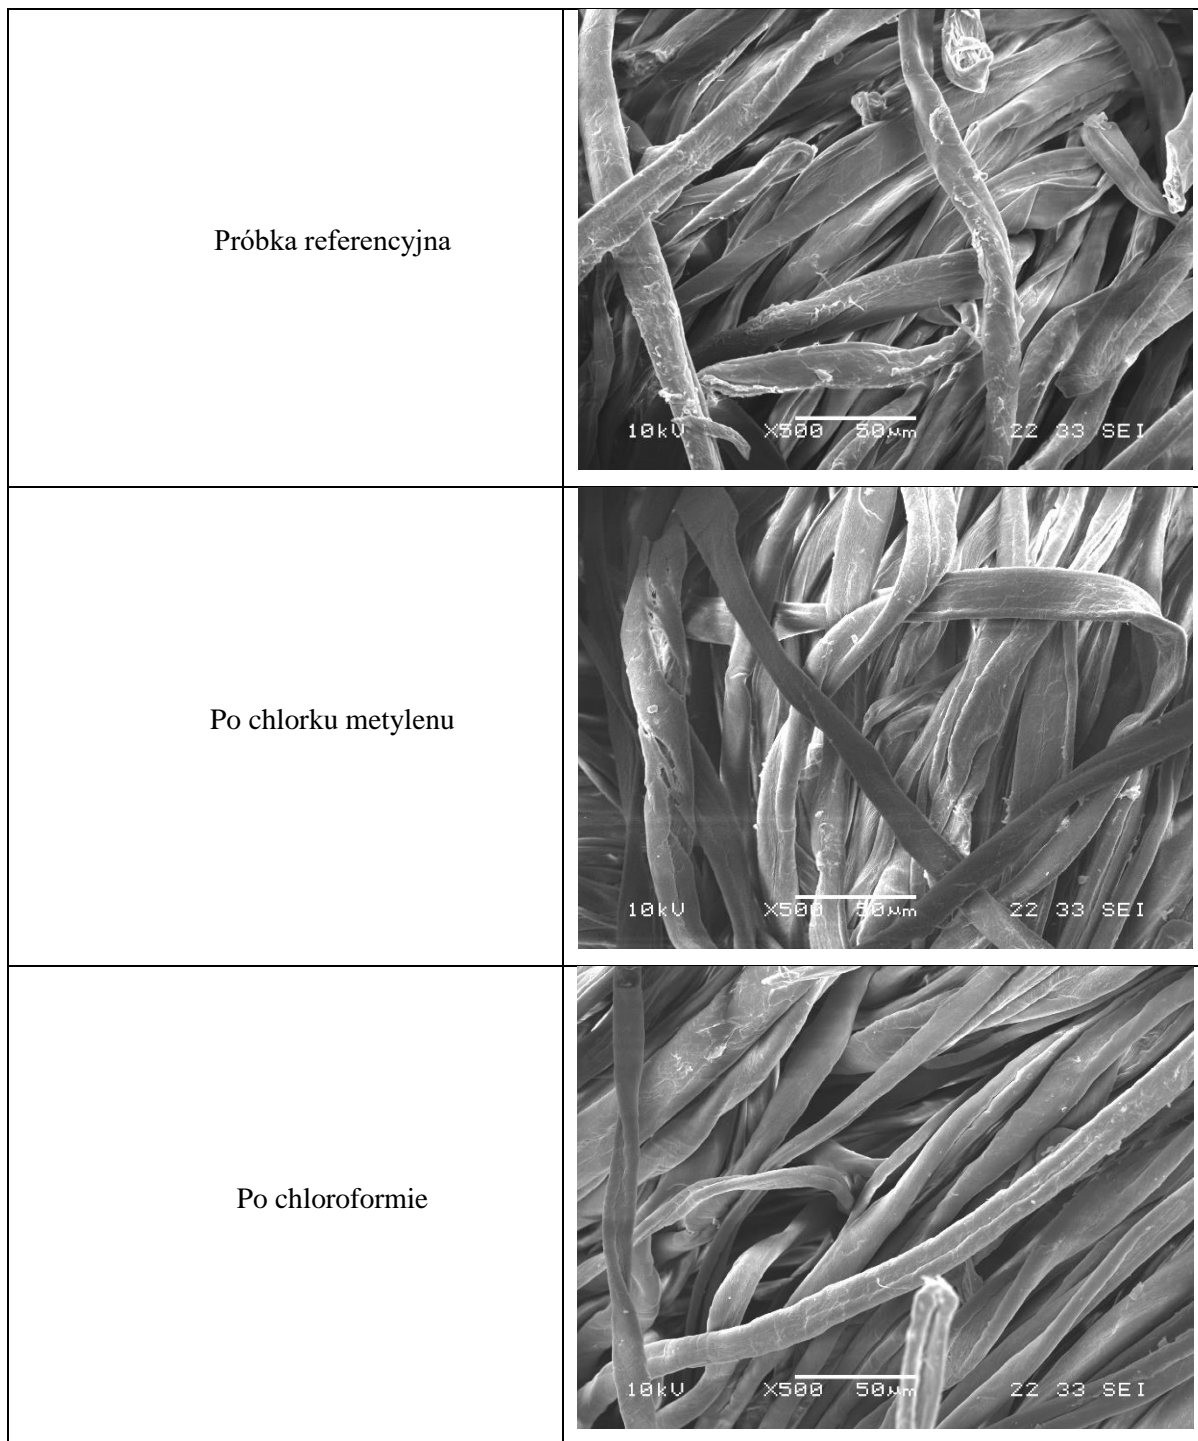 Próbka referencyjna
10kV X500 50µm 22 33 SEI
Po chlorku metylenu
10kV X500 50µm 22 33 SEI
Po chloroformie
10kV X500 50µm 22 33 SEI